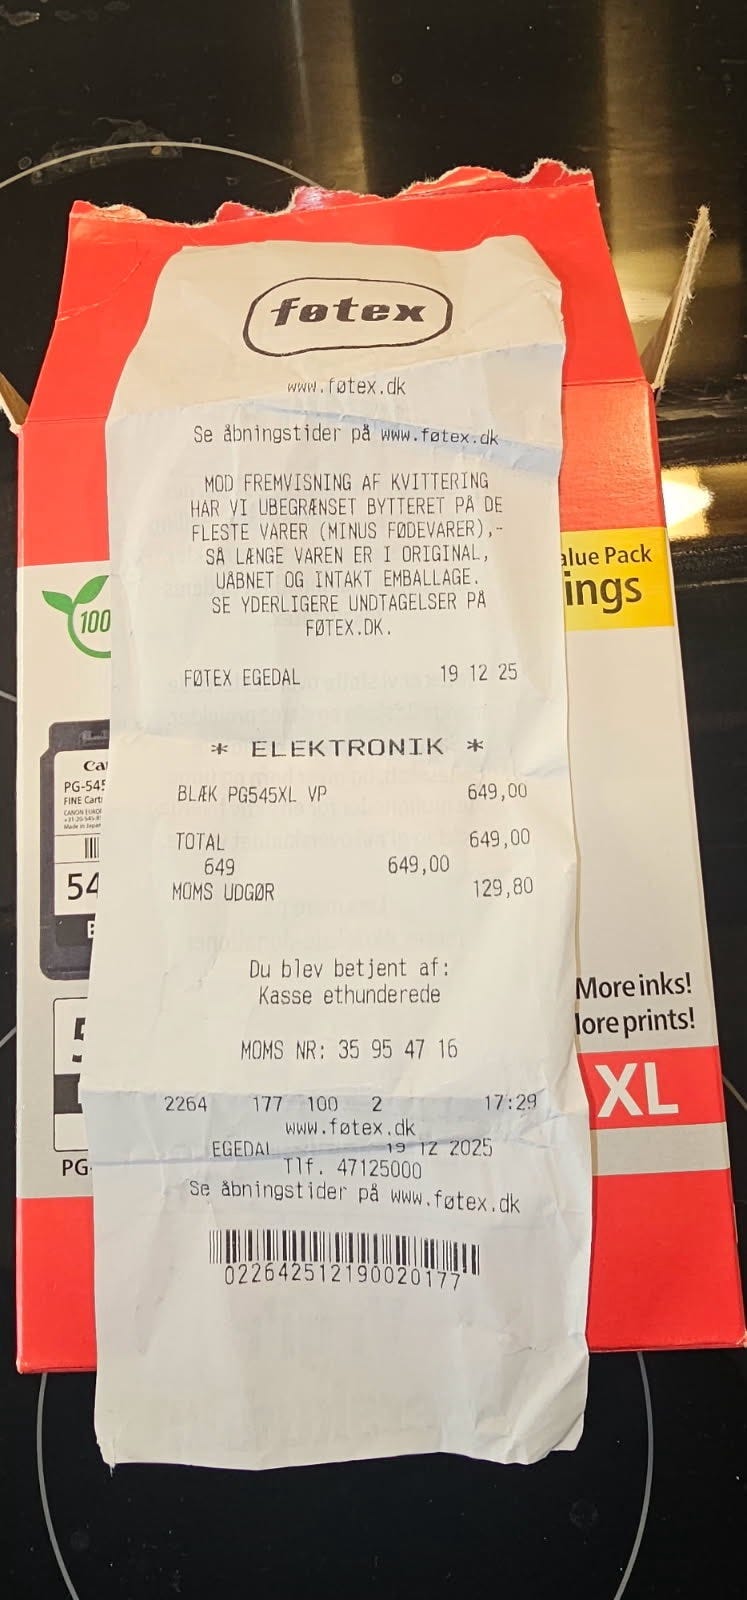 føtex
www.føtex.dk
Se åbningstider på www.føtex.dk
MOD FREMVISNING AF KVITTERING
HAR VI UBEGRÆNSET BYTTERET PÅ DE
FLESTE VARER (MINUS FØDEVARER),-
SÅ LÆNGE VAREN ER I ORIGINAL,
UÅBNET OG INTAKT EMBALLAGE.
SE YDERLIGERE UNDTAGELSER PÅ
FØTEX.DK.
FØTEX EGEDAL 19 12 25
* ELEKTRONIK *
BLÆK PG545XL VP 649,00
TOTAL 649,00
649 649,00
MOMS UDGØR 129,80
Du blev betjent af:
Kasse ethunderede
MOMS NR: 35 95 47 16
2264 177 100 2 17:29
www.føtex.dk
EGEDAL 19 12 2025
Tlf. 47125000
Se åbningstider på www.føtex.dk
022642512190020177
alue Pack
ings
100
Ca
PG-545
FINE Cart
CANON EUROP
Made in Japan
54
PG-
More inks!
ore prints!
XL